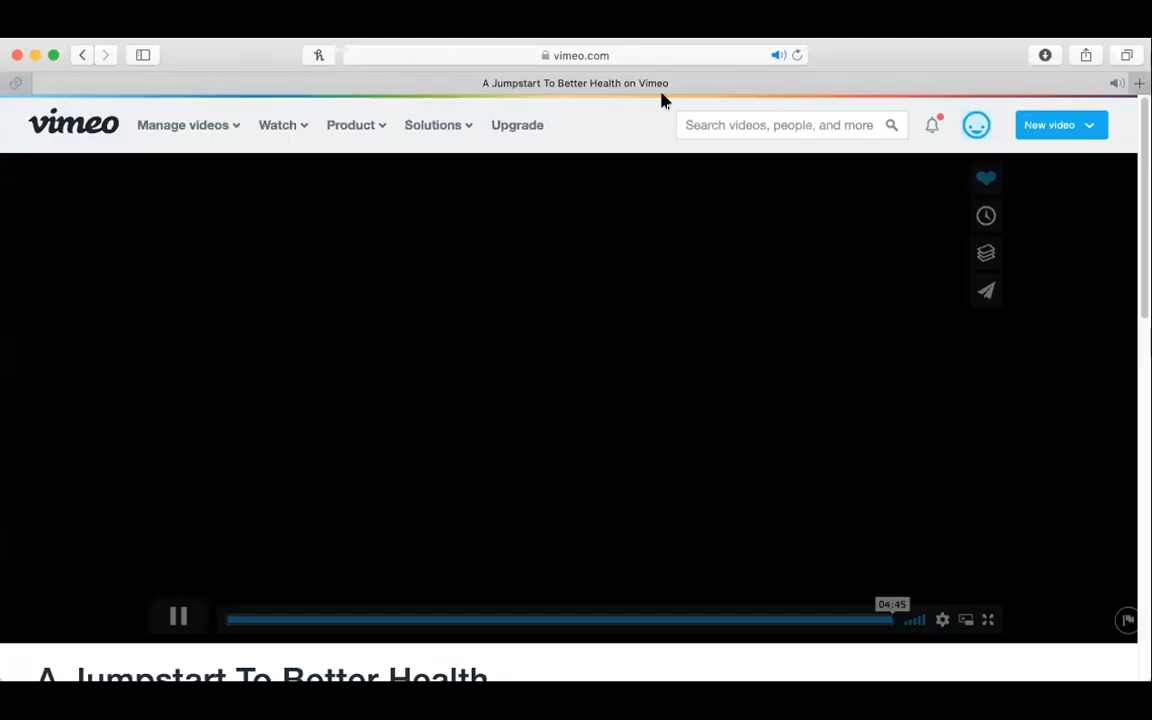 vimeo.com
A Jumpstart To Better Health on Vimeo
vimeo Manage videos Watch Product Solutions Upgrade Search videos, people, and more New video
04:45
A Jumpstart To Better Health